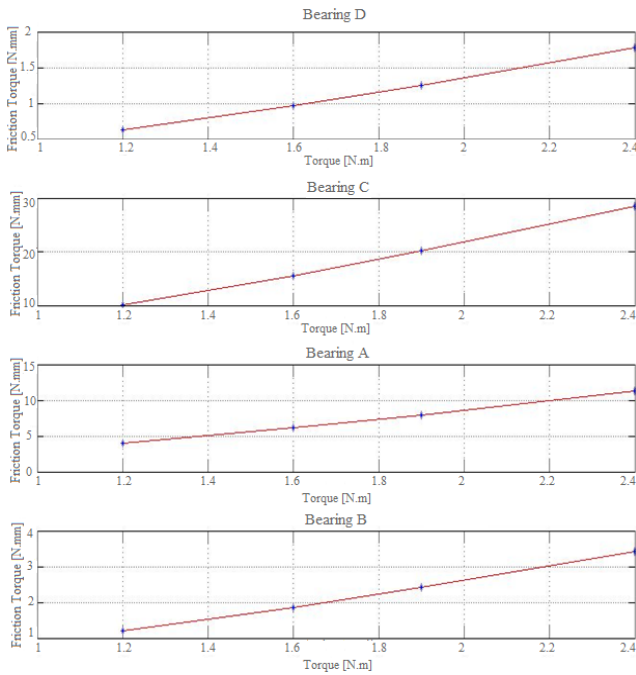 Bearing D
Friction Torque [N.mm]
2
1.5
1
0.5
1 1.2 1.4 1.6 1.8 2 2.2 2.4
Torque [N.m]
Bearing C
Friction Torque [N.mm]
30
20
10
1 1.2 1.4 1.6 1.8 2 2.2 2.4
Torque [N.m]
Bearing A
Friction Torque [N.mm]
15
10
5
0
1 1.2 1.4 1.6 1.8 2 2.2 2.4
Torque [N.m]
Bearing B
Friction Torque [N.mm]
4
3
2
1
1 1.2 1.4 1.6 1.8 2 2.2 2.4
Torque [N.m]